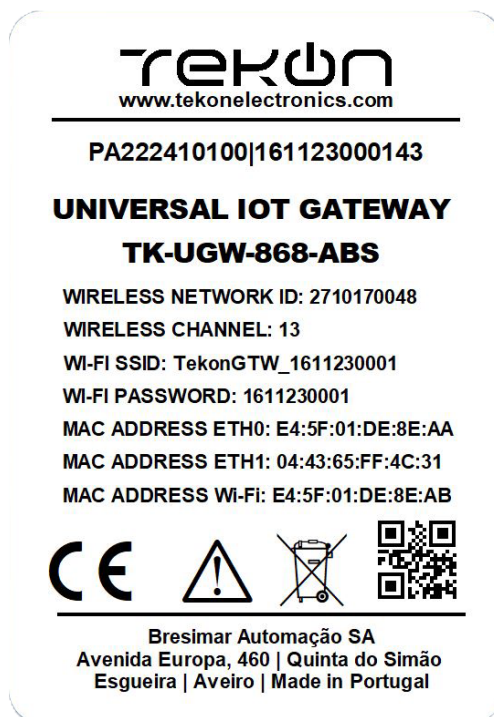 TEKON
www.tekonelectronics.com
PA222410100|161123000143
UNIVERSAL IOT GATEWAY
TK-UGW-868-ABS
WIRELESS NETWORK ID: 2710170048
WIRELESS CHANNEL: 13
WI-FI SSID: TekonGTW_1611230001
WI-FI PASSWORD: 1611230001
MAC ADDRESS ETH0: E4:5F:01:DE:8E:AA
MAC ADDRESS ETH1: 04:43:65:FF:4C:31
MAC ADDRESS Wi-Fi: E4:5F:01:DE:8E:AB
CE
Bresimar Automação SA
Avenida Europa, 460 | Quinta do Simão
Esgueira | Aveiro | Made in Portugal